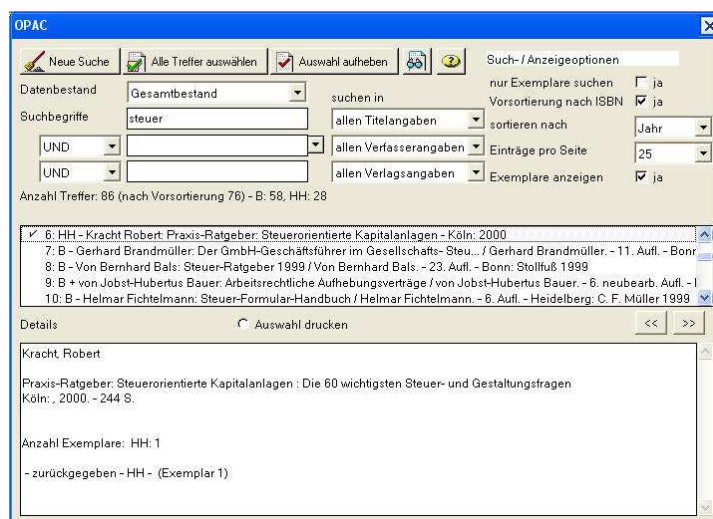 OPAC
Neue Suche Alle Treffer auswählen Auswahl aufheben Such-/Anzeigeoptionen
nur Exemplare suchen ja
Datenbestand Gesamtbestand suchen in Vorsortierung nach ISBN ja
Suchbegriffe steuer allen Titelangaben sortieren nach Jahr
UND allen Verfasserangaben Einträge pro Seite 25
UND allen Verlagsangaben Exemplare anzeigen ja
Anzahl Treffer: 86 (nach Vorsortierung 76) - B: 58, HH: 28
6: HH - Kracht Robert: Praxis-Ratgeber: Steuerorientierte Kapitalanlagen - Köln: 2000
7: B - Gerhard Brandmüller: Der GmbH-Geschäftsführer im Gesellschafts- Steu... / Gerhard Brandmüller. - 11. Aufl. - Bonn
8: B - Von Bernhard Bals: Steuer-Ratgeber 1999 / Von Bernhard Bals. - 23. Aufl. - Bonn: Stollfuß 1999
9: B + von Jobst-Hubertus Bauer: Arbeitsrechtliche Aufhebungsverträge / von Jobst-Hubertus Bauer. - 6. neubearb. Aufl. -
10: B - Helmar Fichtelmann: Steuer-Formular-Handbuch / Helmar Fichtelmann. - 6. Aufl. - Heidelberg: C. F. Müller 1999
Details Auswahl drucken << >>
Kracht, Robert
Praxis-Ratgeber: Steuerorientierte Kapitalanlagen : Die 60 wichtigsten Steuer- und Gestaltungsfragen
Köln: , 2000. - 244 S.
Anzahl Exemplare: HH: 1
- zurückgegeben - HH - (Exemplar 1)